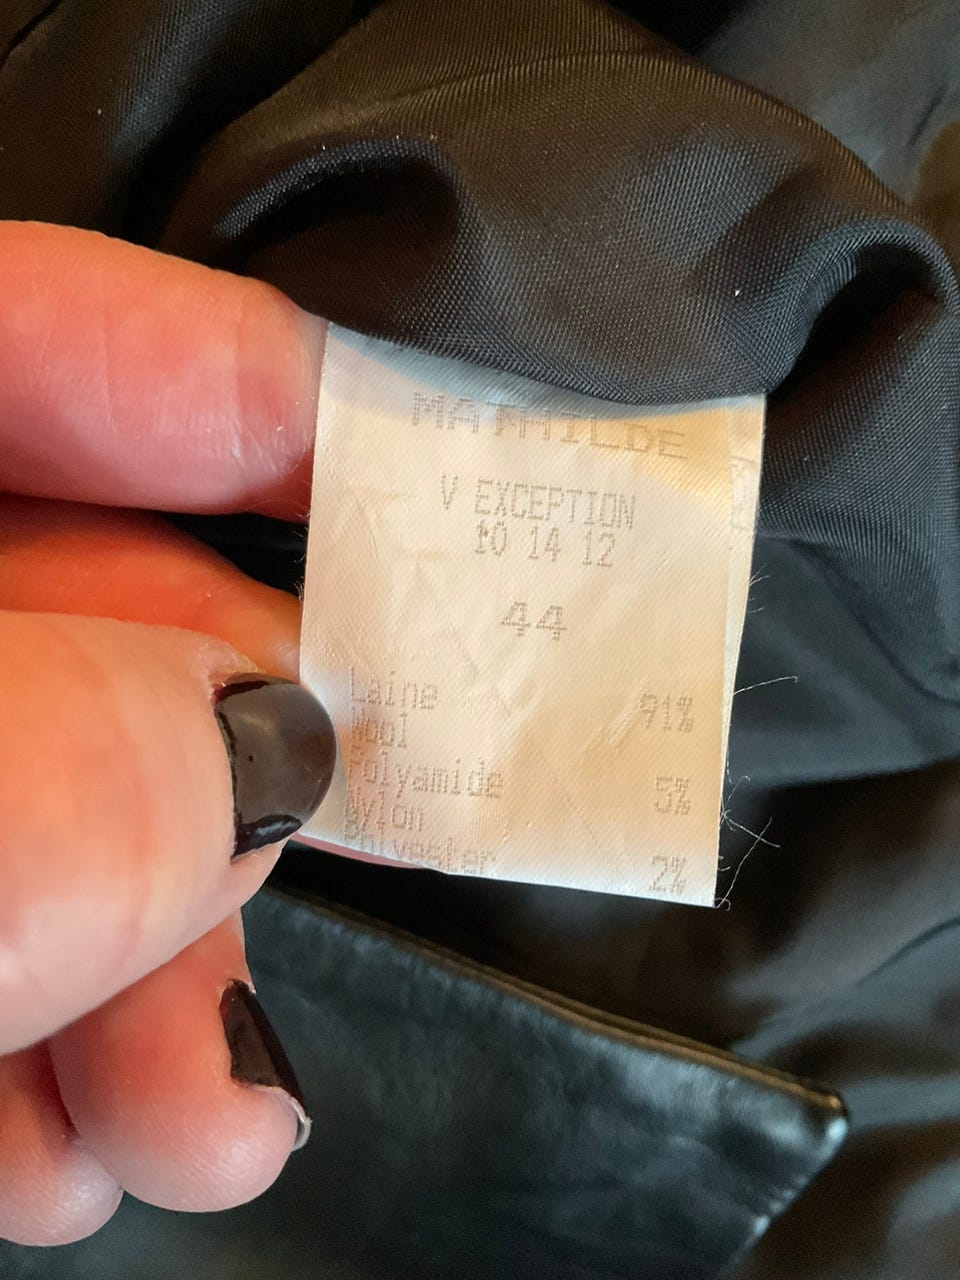 MATHILDE
V EXCEPTION
10 14 12
44
Laine 91%
Wool
Polyamide 5%
Nylon
Polyester 2%